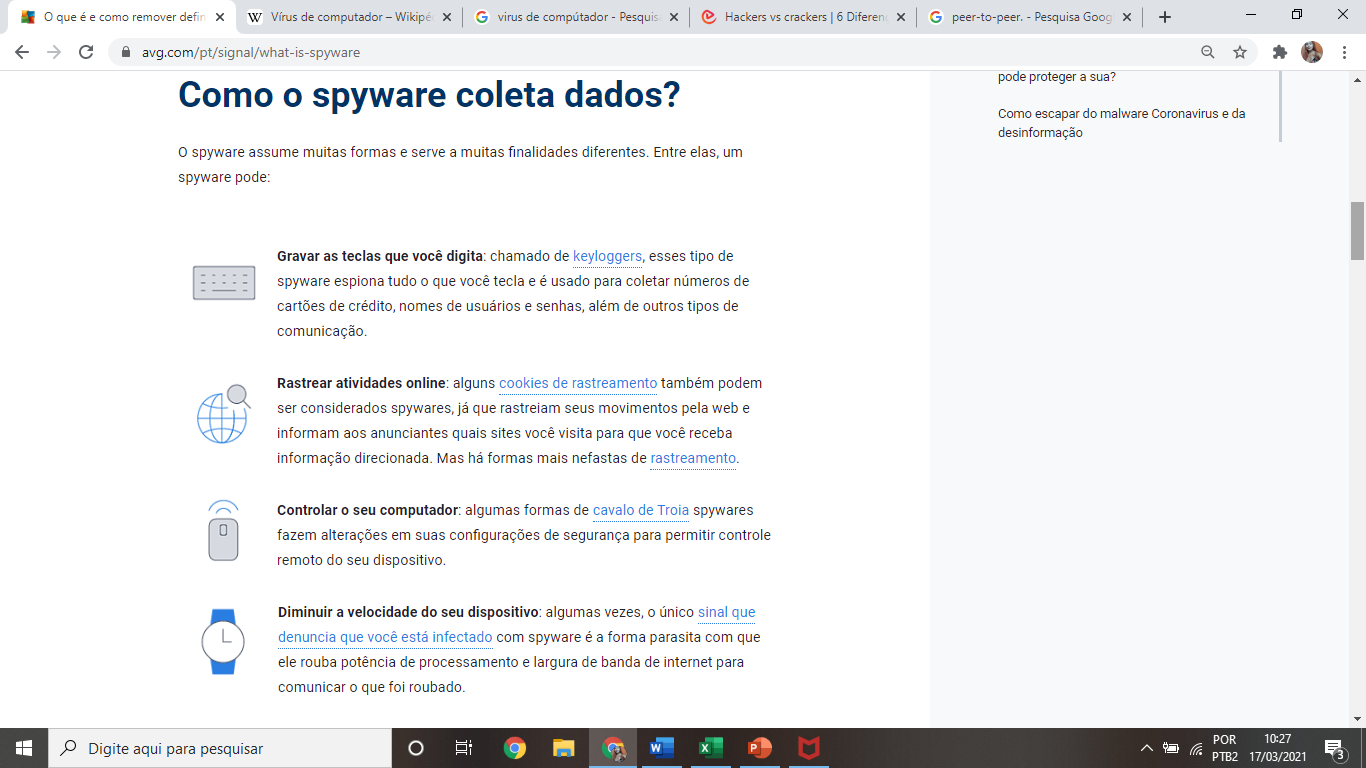 O que é e como remover defin
Vírus de computador – Wikipé
virus de compútador - Pesquisa
Hackers vs crackers | 6 Diferen
peer-to-peer. - Pesquisa Goog
avg.com/pt/signal/what-is-spyware
Como o spyware coleta dados?
O spyware assume muitas formas e serve a muitas finalidades diferentes. Entre elas, um
spyware pode:
Gravar as teclas que você digita: chamado de keyloggers, esses tipo de
spyware espiona tudo o que você tecla e é usado para coletar números de
cartões de crédito, nomes de usuários e senhas, além de outros tipos de
comunicação.
Rastrear atividades online: alguns cookies de rastreamento também podem
ser considerados spywares, já que rastreiam seus movimentos pela web e
informam aos anunciantes quais sites você visita para que você receba
informação direcionada. Mas há formas mais nefastas de rastreamento.
Controlar o seu computador: algumas formas de cavalo de Troia spywares
fazem alterações em suas configurações de segurança para permitir controle
remoto do seu dispositivo.
Diminuir a velocidade do seu dispositivo: algumas vezes, o único sinal que
denuncia que você está infectado com spyware é a forma parasita com que
ele rouba potência de processamento e largura de banda de internet para
comunicar o que foi roubado.
pode proteger a sua?
Como escapar do malware Coronavirus e da
desinformação
Digite aqui para pesquisar
POR
PTB2
10:27
17/03/2021
3